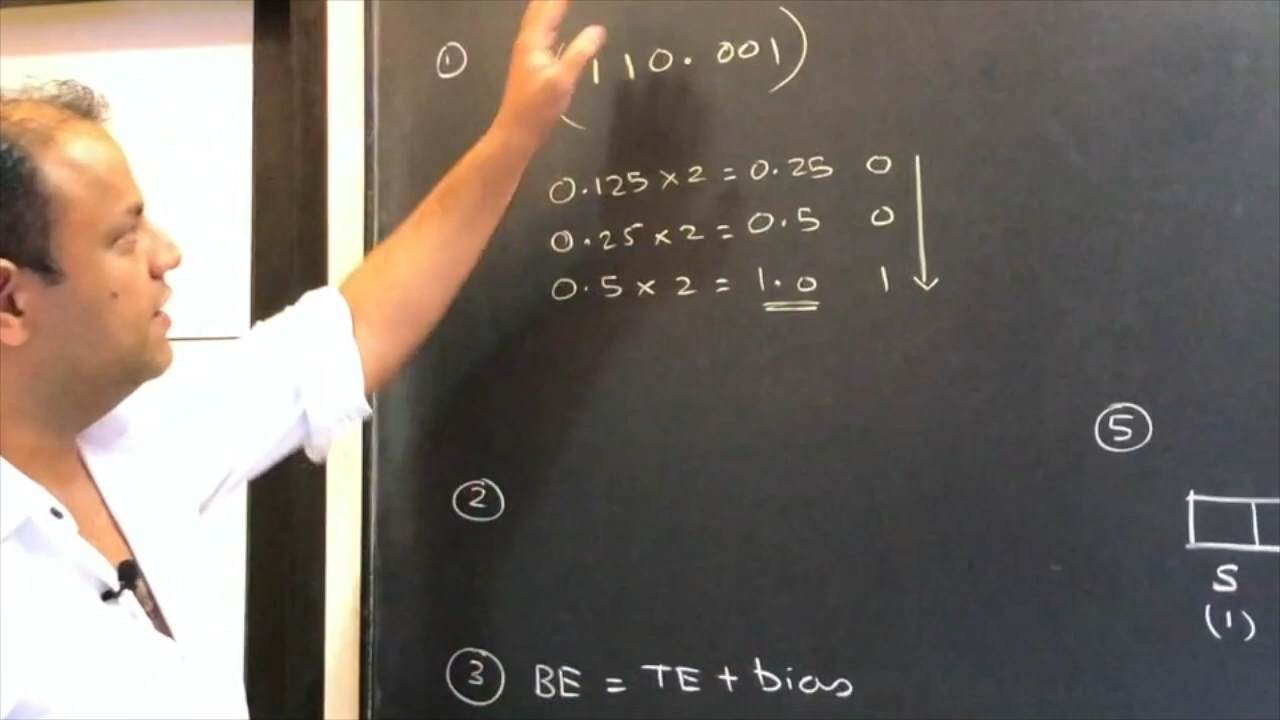 ① (110.001)
0.125 × 2 = 0.25 0
0.25 × 2 = 0.5 0
0.5 × 2 = 1.0 1
②
③ BE = TE + bias
⑤
S
(1)